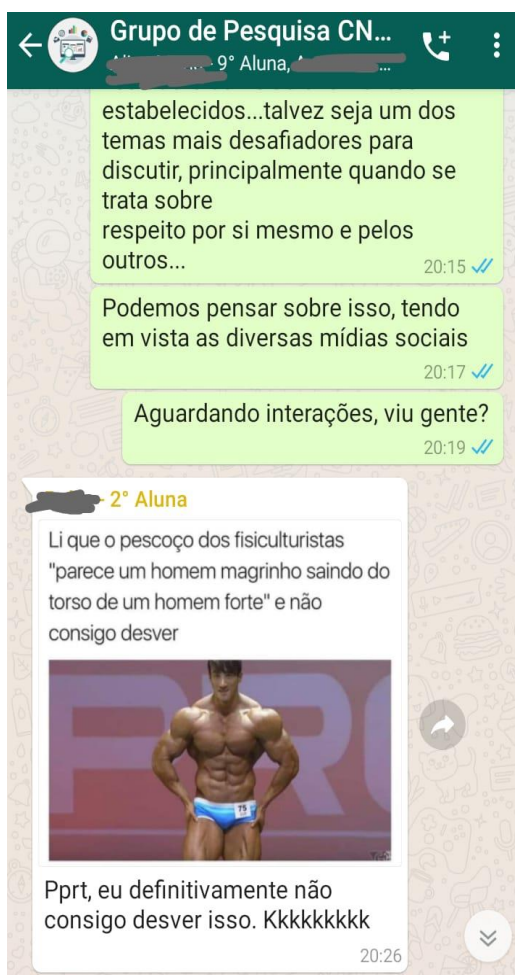 Grupo de Pesquisa CN...
9° Aluna,
...
estabelecidos...talvez seja um dos
temas mais desafiadores para
discutir, principalmente quando se
trata sobre
respeito por si mesmo e pelos
outros...
20:15
Podemos pensar sobre isso, tendo
em vista as diversas mídias sociais
20:17
Aguardando interações, viu gente?
20:19
- 2° Aluna
Li que o pescoço dos fisiculturistas
"parece um homem magrinho saindo do
torso de um homem forte" e não
consigo desver
PRO
75
Pprt, eu definitivamente não
consigo desver isso. Kkkkkkkkk
20:26